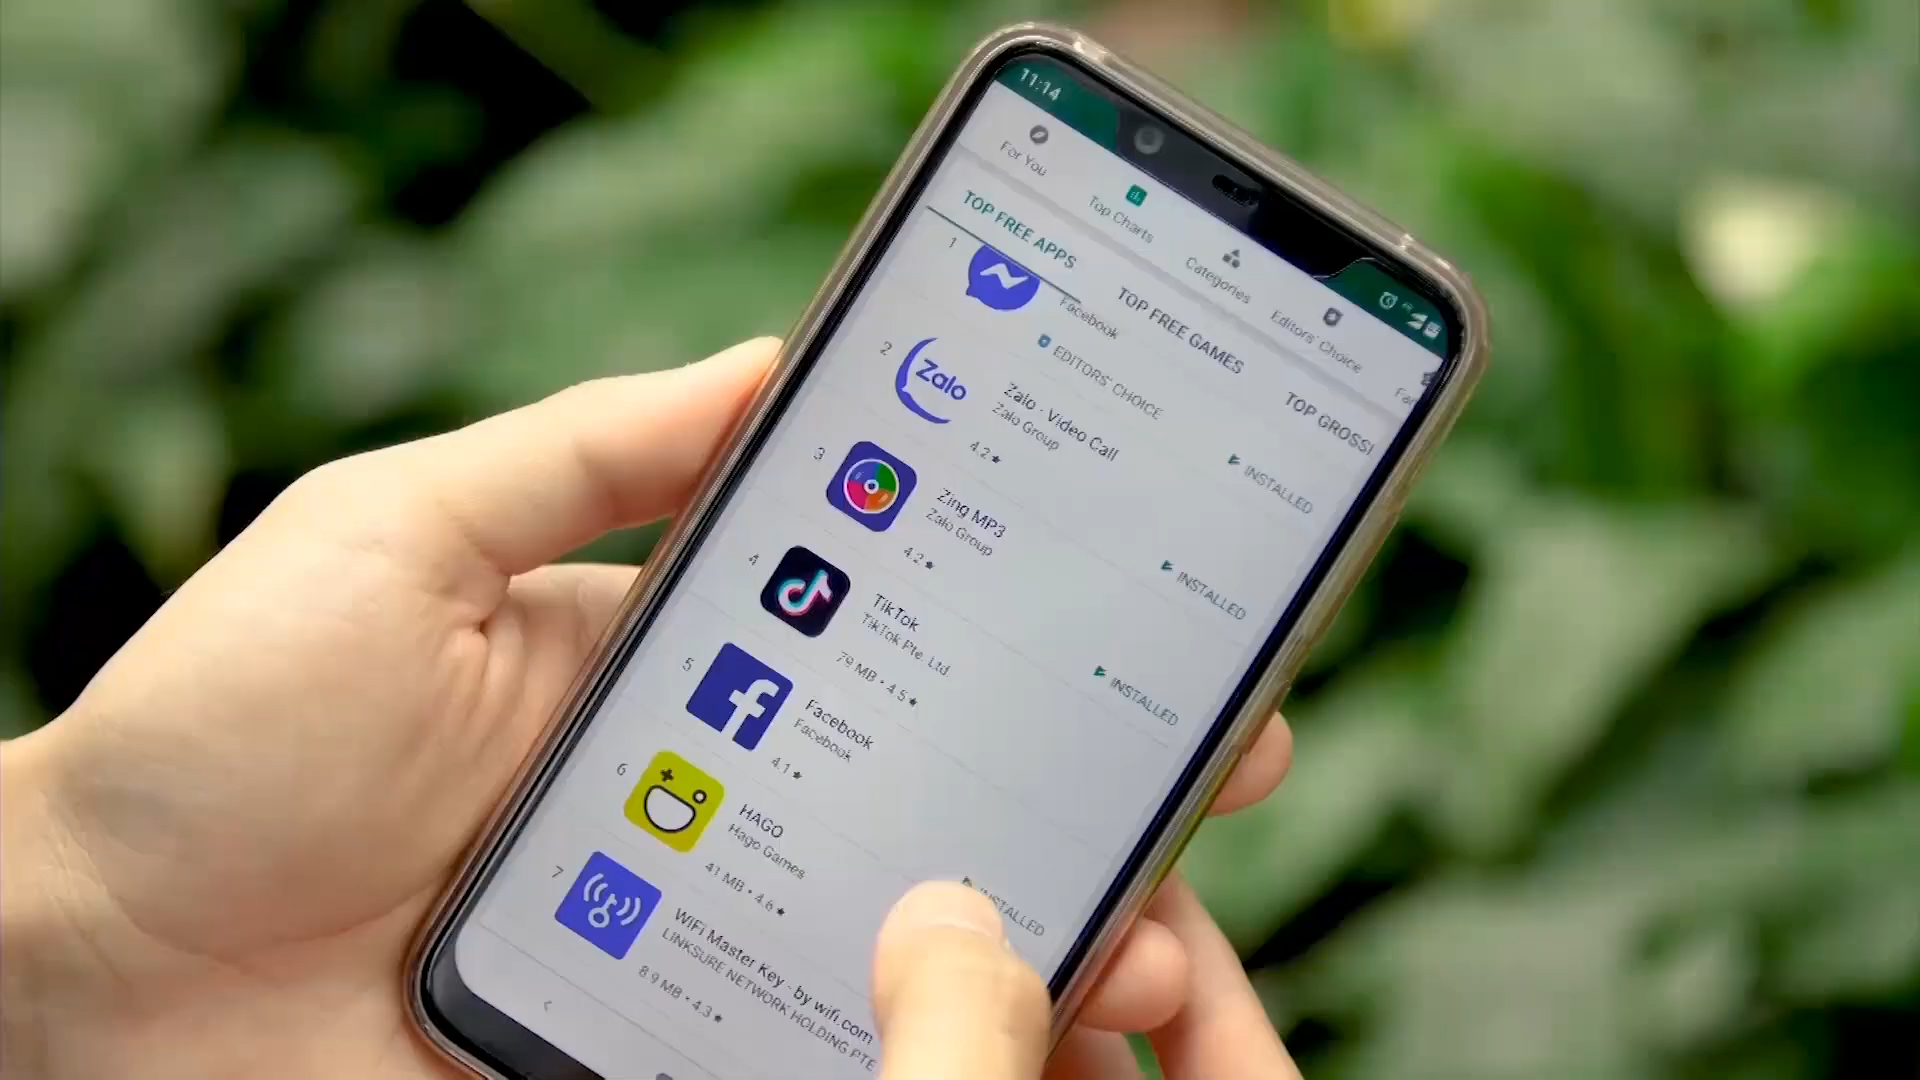 11:14
For You
Top Charts
Categories
Editors' Choice
TOP FREE APPS
TOP FREE GAMES
TOP GROSSI
1
Facebook
EDITORS' CHOICE
2
Zalo
Zalo - Video Call
Zalo Group
4.2★
INSTALLED
3
Zing MP3
Zalo Group
4.2★
INSTALLED
4
TikTok
TikTok Pte. Ltd.
79 MB • 4.5★
INSTALLED
5
Facebook
Facebook
4.1★
6
HAGO
Hago Games
41 MB • 4.6★
INSTALLED
7
WiFi Master Key - by wifi.com
LINKSURE NETWORK HOLDING PTE
8.9 MB • 4.3★